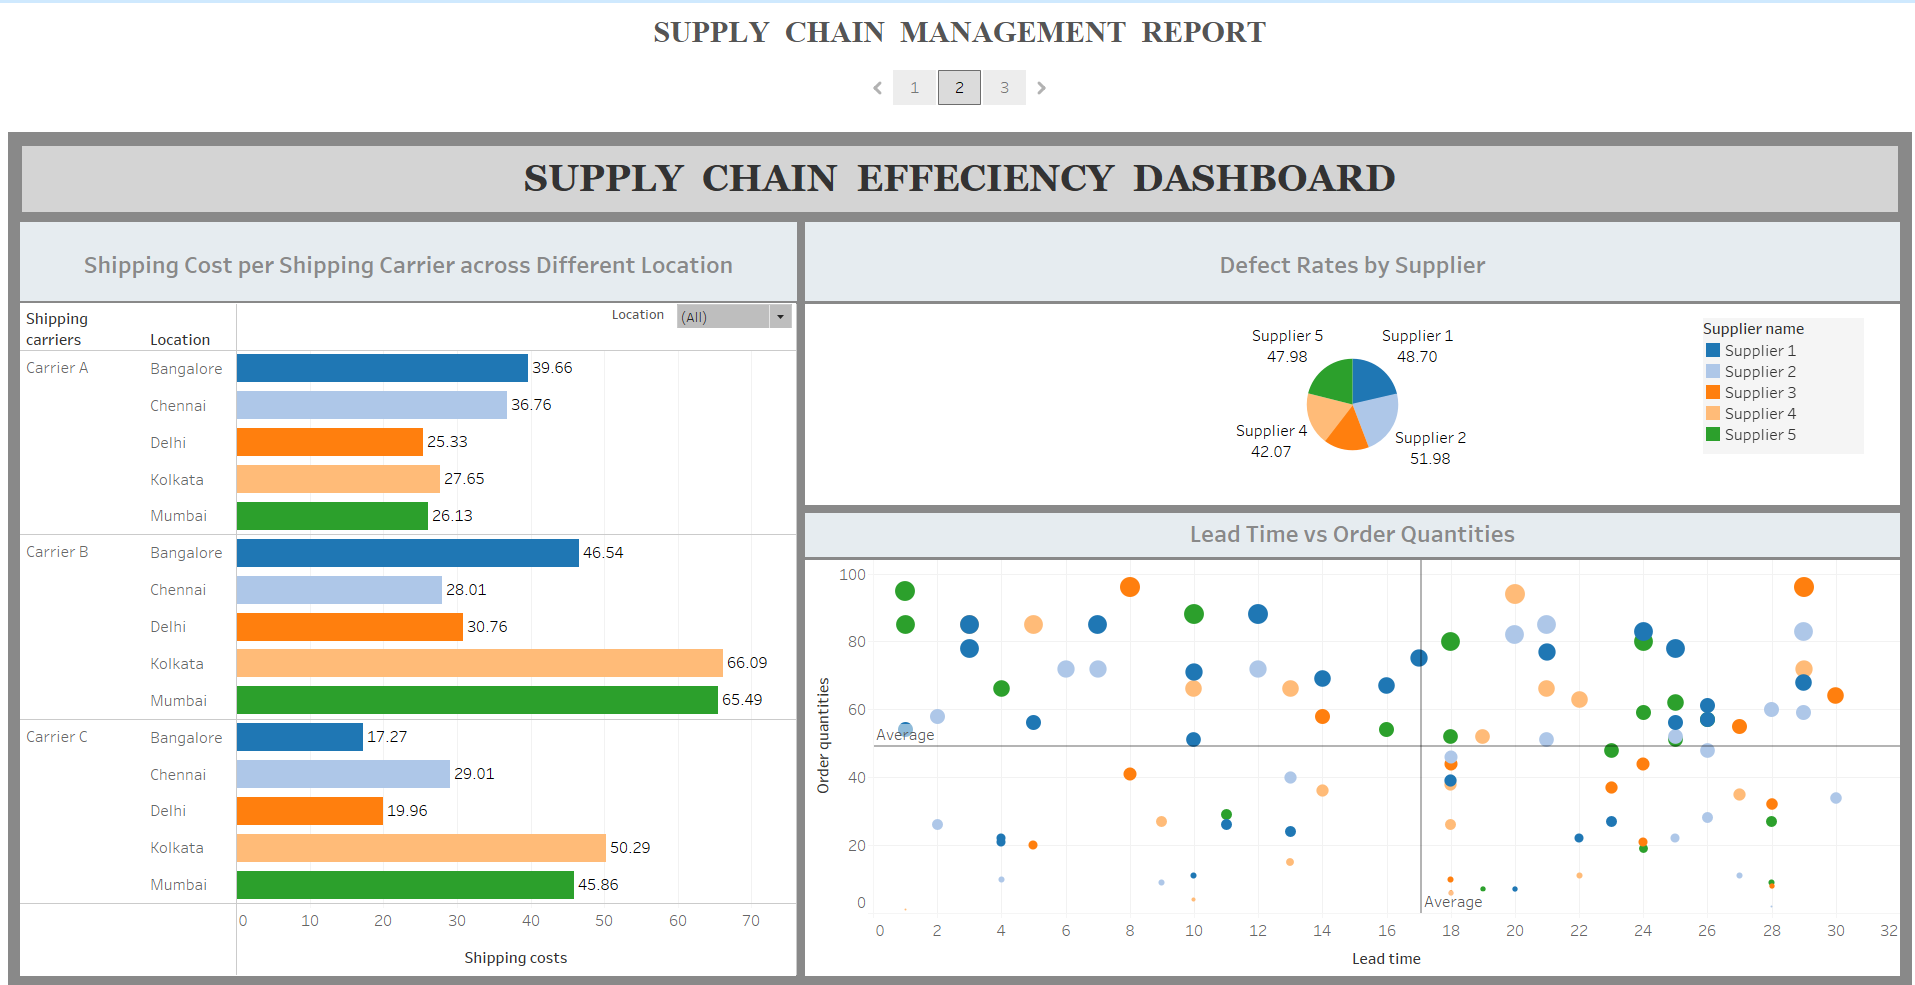 SUPPLY CHAIN MANAGEMENT REPORT
1 2 3
SUPPLY CHAIN EFFECIENCY DASHBOARD
Shipping Cost per Shipping Carrier across Different Location
Location (All)
Shipping
carriers Location
Carrier A Bangalore 39.66
Chennai 36.76
Delhi 25.33
Kolkata 27.65
Mumbai 26.13
Carrier B Bangalore 46.54
Chennai 28.01
Delhi 30.76
Kolkata 66.09
Mumbai 65.49
Carrier C Bangalore 17.27
Chennai 29.01
Delhi 19.96
Kolkata 50.29
Mumbai 45.86
0 10 20 30 40 50 60 70
Shipping costs
Defect Rates by Supplier
Supplier 5
47.98
Supplier 1
48.70
Supplier 4
42.07
Supplier 2
51.98
Supplier name
Supplier 1
Supplier 2
Supplier 3
Supplier 4
Supplier 5
Lead Time vs Order Quantities
100
80
60
40
20
0
Order quantities
Average
Average
0 2 4 6 8 10 12 14 16 18 20 22 24 26 28 30 32
Lead time